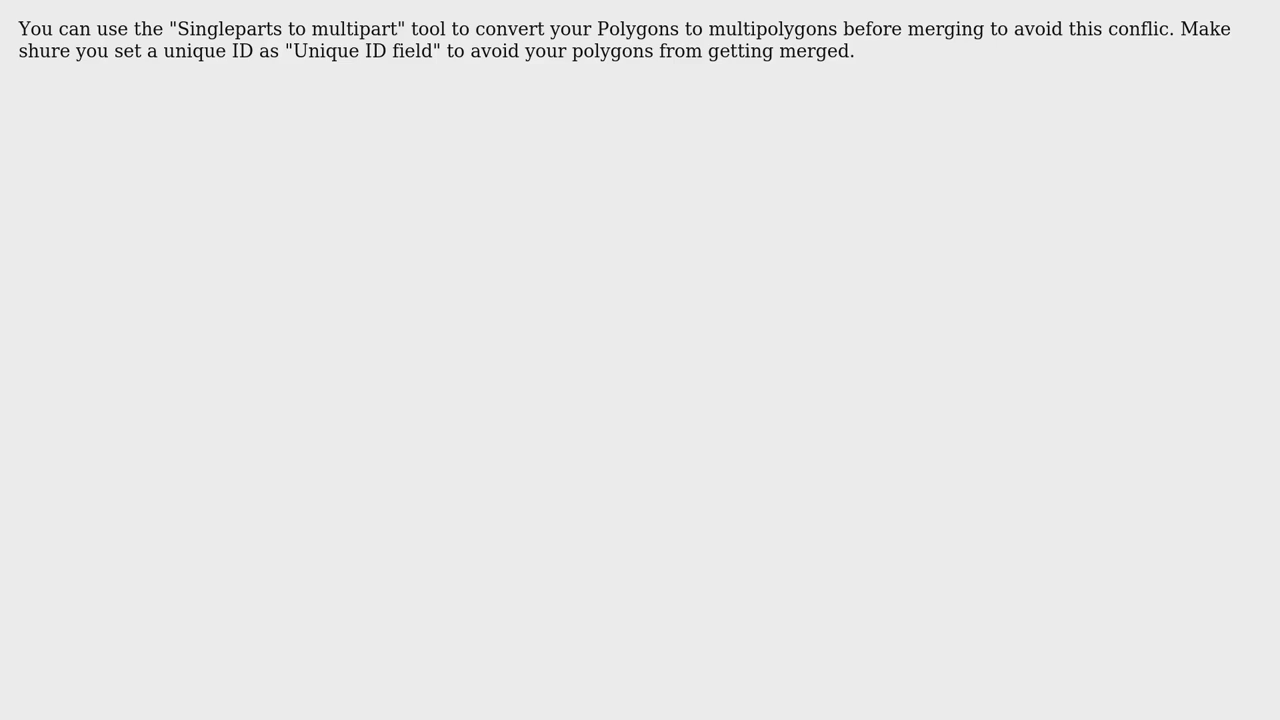 You can use the "Singleparts to multipart" tool to convert your Polygons to multipolygons before merging to avoid this conflic. Make
shure you set a unique ID as "Unique ID field" to avoid your polygons from getting merged.